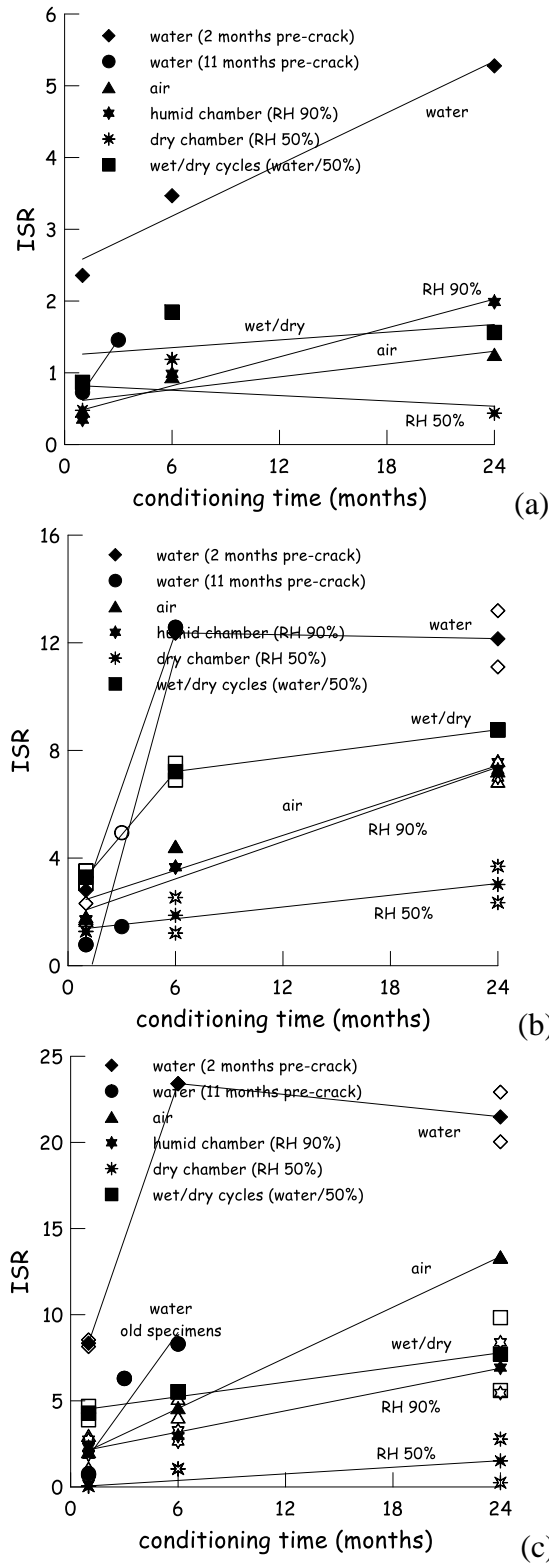 6
water (2 months pre-crack)
water (11 months pre-crack)
5
air
humid chamber (RH 90%)
water
dry chamber (RH 50%)
4
wet/dry cycles (water/50%)
ISR
3
RH 90%
2
wet/dry
air
1
RH 50%
0
0 6 12 18 24
conditioning time (months)
(a)
16
water (2 months pre-crack)
water (11 months pre-crack)
air
humid chamber (RH 90%)
water
12
dry chamber (RH 50%)
wet/dry cycles (water/50%)
wet/dry
ISR
8
air
RH 90%
4
RH 50%
0
0 6 12 18 24
conditioning time (months)
(b)
25
water (2 months pre-crack)
water (11 months pre-crack)
air
humid chamber (RH 90%)
water
20
dry chamber (RH 50%)
wet/dry cycles (water/50%)
15
ISR
air
water
old specimens
10
wet/dry
5
RH 90%
RH 50%
0
0 6 12 18 24
conditioning time (months)
(c)